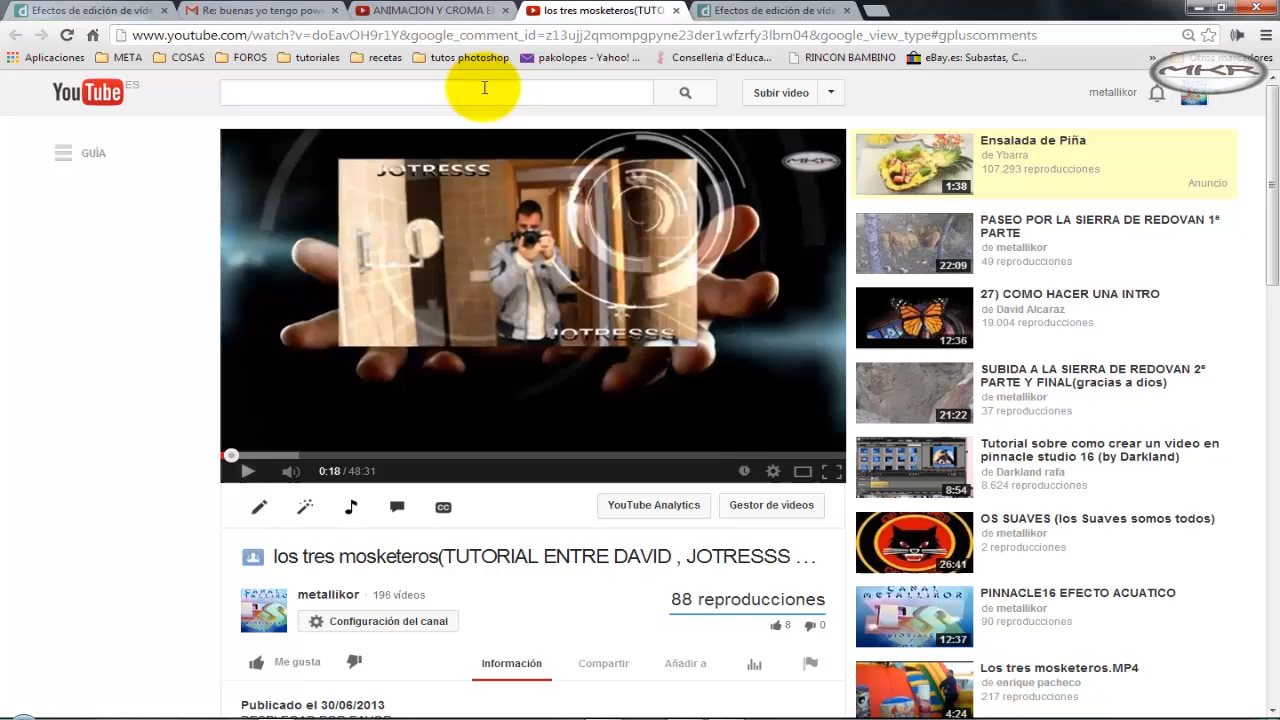 Efectos de edición de víde
Re: buenas yo tengo pow
ANIMACION Y CROMA E
los tres mosketeros(TUTO
Efectos de edición de víde
www.youtube.com/watch?v=doEavOH9r1Y&google_comment_id=z13ujj2qmompgpyne23der1wfzrfy3lbm04&google_view_type#gpluscomments
Aplicaciones
META
COSAS
FOROS
tutoriales
recetas
tutos photoshop
pakolopes - Yahoo! ...
Conselleria d'Educa...
RINCON BAMBINO
eBay.es: Subastas, C...
»
Otros marcadores
MKR
YouTube ES
Subir video
metallikor
GUÍA
JOTRESSS
MKR
JOTRESSS
0:18 / 48:31
YouTube Analytics
Gestor de vídeos
los tres mosketeros(TUTORIAL ENTRE DAVID , JOTRESSS ...
metallikor · 196 vídeos
Configuración del canal
88 reproducciones
8
0
Me gusta
Información
Compartir
Añadir a
Publicado el 30/06/2013
Ensalada de Piña
de Ybarra
107.293 reproducciones
Anuncio
1:38
PASEO POR LA SIERRA DE REDOVAN 1ª
PARTE
de metallikor
49 reproducciones
22:09
27) COMO HACER UNA INTRO
de David Alcaraz
19.004 reproducciones
12:36
SUBIDA A LA SIERRA DE REDOVAN 2ª
PARTE Y FINAL(gracias a dios)
de metallikor
37 reproducciones
21:22
Tutorial sobre como crear un video en
pinnacle studio 16 (by Darkland)
de Darkland rafa
8.624 reproducciones
8:54
OS SUAVES (los Suaves somos todos)
de metallikor
2 reproducciones
26:41
PINNACLE16 EFECTO ACUATICO
de metallikor
90 reproducciones
12:37
Los tres mosketeros.MP4
de enrique pacheco
217 reproducciones
4:24